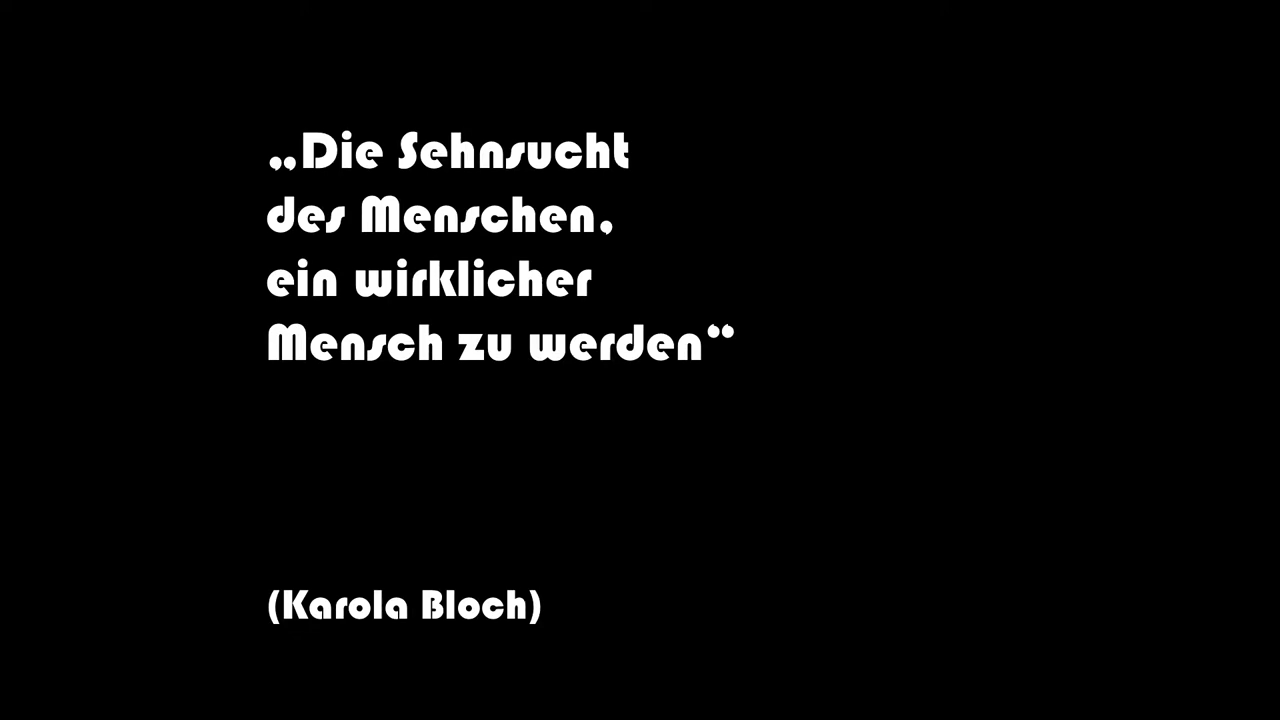 „Die Sehnsucht
des Menschen,
ein wirklicher
Mensch zu werden“
(Karola Bloch)